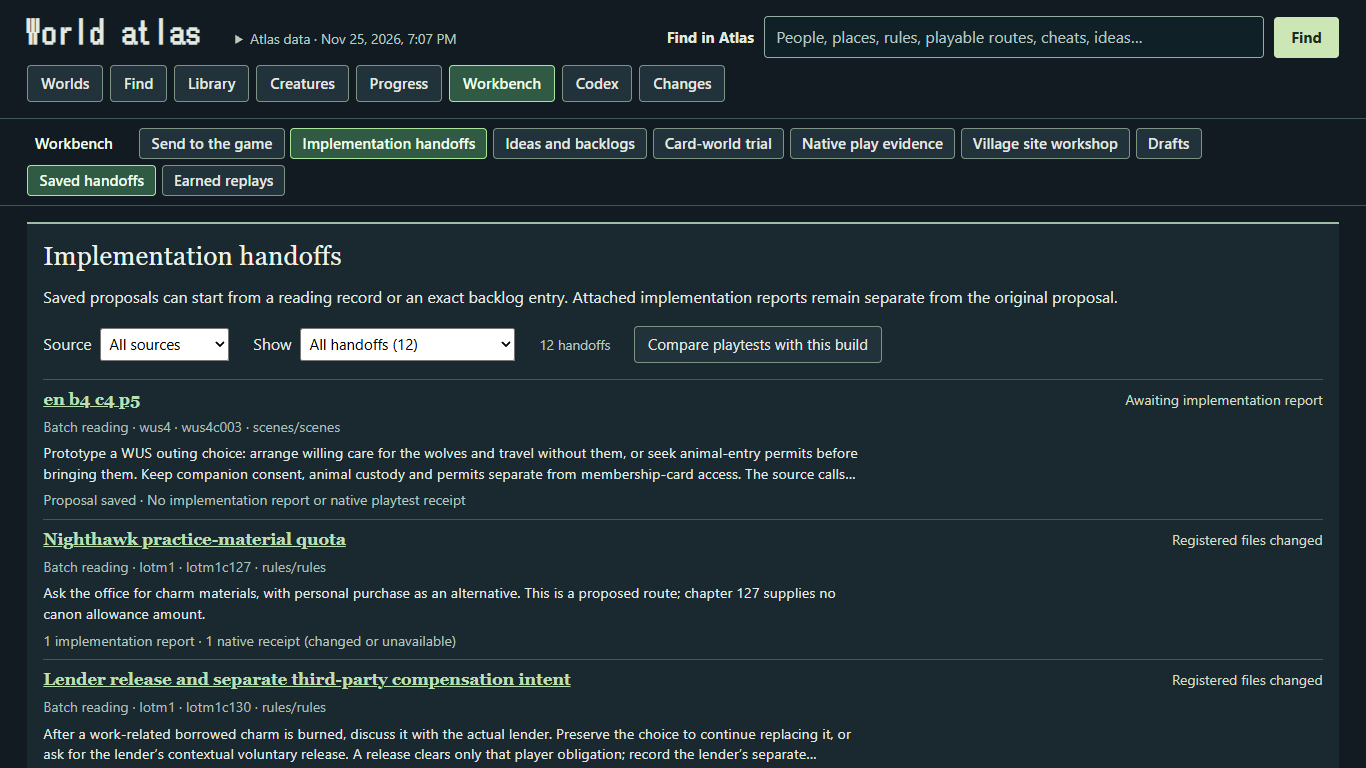 World atlas
▶ Atlas data · Nov 25, 2026, 7:07 PM
Find in Atlas
People, places, rules, playable routes, cheats, ideas...
Find
Worlds
Find
Library
Creatures
Progress
Workbench
Codex
Changes
Workbench
Send to the game
Implementation handoffs
Ideas and backlogs
Card-world trial
Native play evidence
Village site workshop
Drafts
Saved handoffs
Earned replays
Implementation handoffs
Saved proposals can start from a reading record or an exact backlog entry. Attached implementation reports remain separate from the original proposal.
Source
All sources
Show
All handoffs (12)
12 handoffs
Compare playtests with this build
en b4 c4 p5
Awaiting implementation report
Batch reading · wus4 · wus4c003 · scenes/scenes
Prototype a WUS outing choice: arrange willing care for the wolves and travel without them, or seek animal-entry permits before
bringing them. Keep companion consent, animal custody and permits separate from membership-card access. The source calls…
Proposal saved · No implementation report or native playtest receipt
Nighthawk practice-material quota
Registered files changed
Batch reading · lotm1 · lotm1c127 · rules/rules
Ask the office for charm materials, with personal purchase as an alternative. This is a proposed route; chapter 127 supplies no
canon allowance amount.
1 implementation report · 1 native receipt (changed or unavailable)
Lender release and separate third-party compensation intent
Registered files changed
Batch reading · lotm1 · lotm1c130 · rules/rules
After a work-related borrowed charm is burned, discuss it with the actual lender. Preserve the choice to continue replacing it, or
ask for the lender’s contextual voluntary release. A release clears only that player obligation; record the lender’s separate…